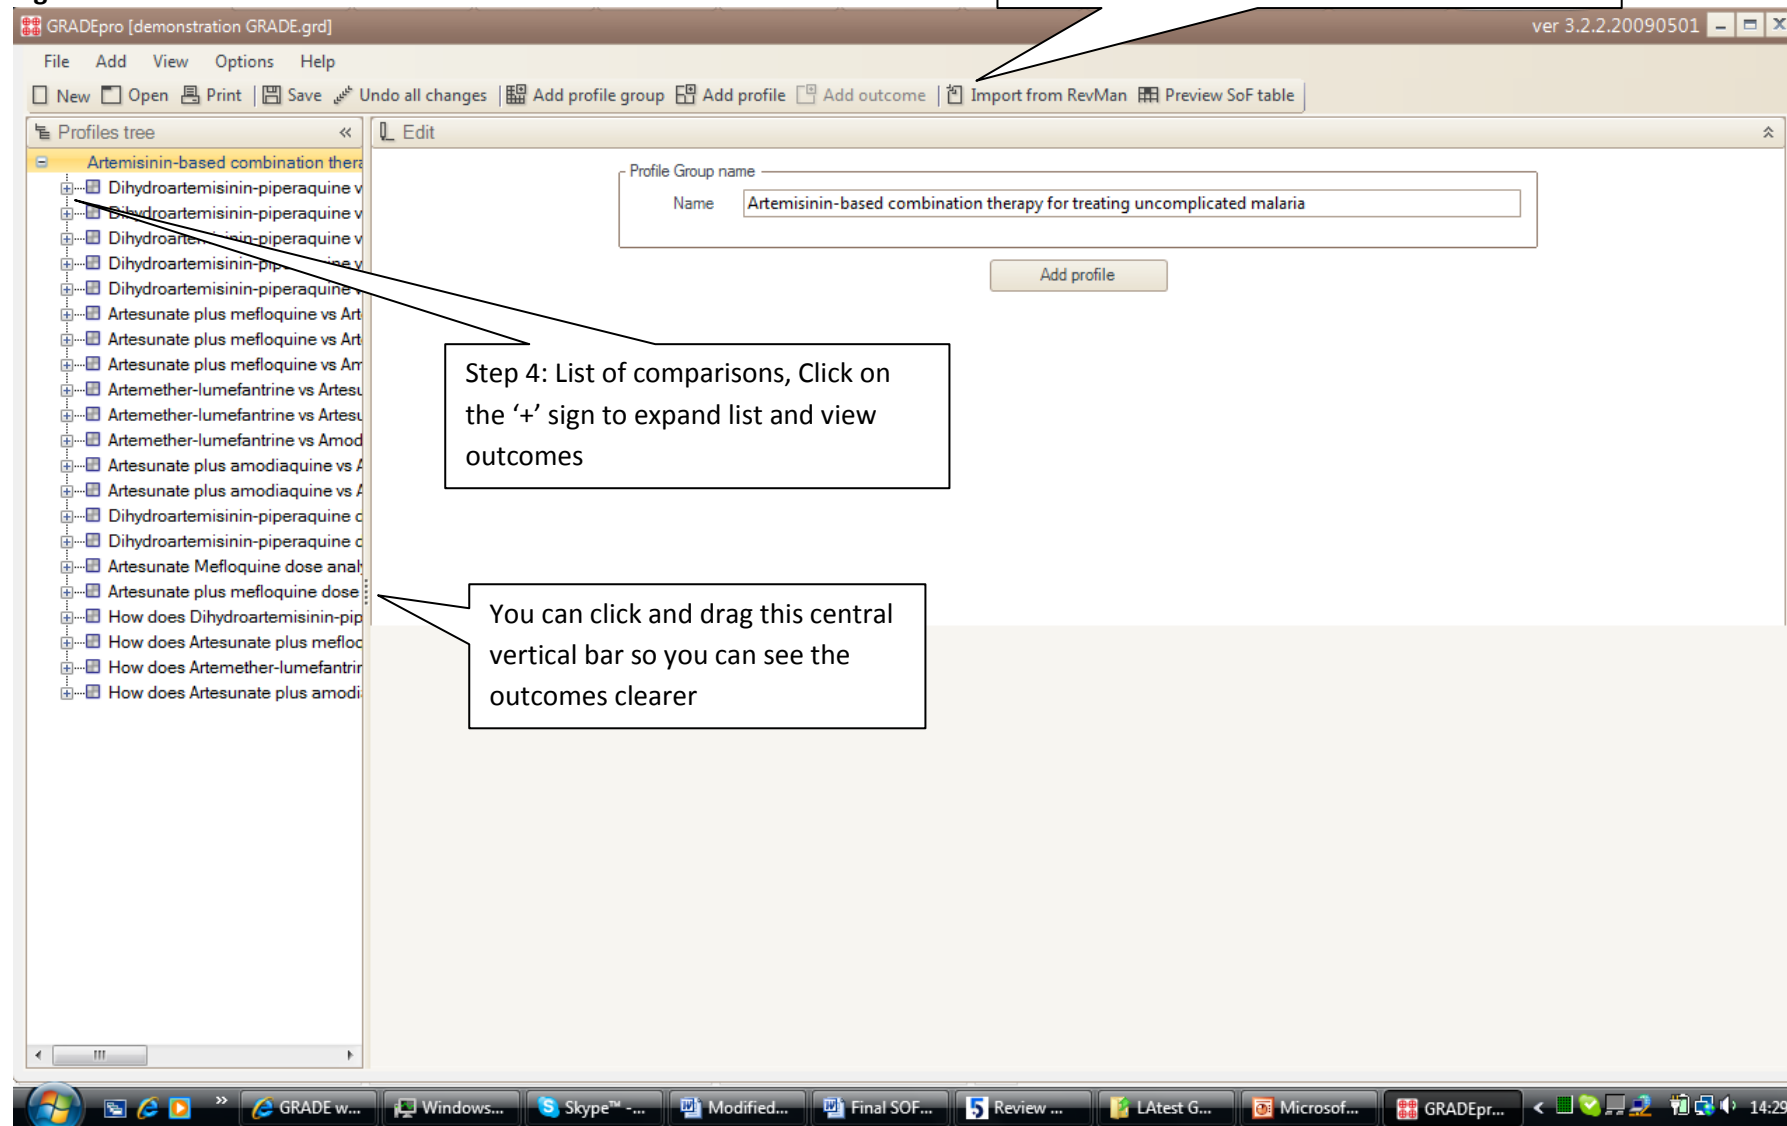 GRADEpro [demonstration GRADE.grd] ver 3.2.2.20090501
File Add View Options Help
New Open Print Save Undo all changes Add profile group Add profile Add outcome Import from RevMan Preview SoF table
Profiles tree « Edit
Artemisinin-based combination thera
Profile Group name
Name Artemisinin-based combination therapy for treating uncomplicated malaria
Add profile
Dihydroartemisinin-piperaquine v
Dihydroartemisinin-piperaquine v
Dihydroartemisinin-piperaquine v
Dihydroartemisinin-piperaquine v
Dihydroartemisinin-piperaquine v
Artesunate plus mefloquine vs Art
Artesunate plus mefloquine vs Art
Artesunate plus mefloquine vs Am
Artemether-lumefantrine vs Artesu
Artemether-lumefantrine vs Artesu
Artemether-lumefantrine vs Amod
Artesunate plus amodiaquine vs A
Artesunate plus amodiaquine vs A
Dihydroartemisinin-piperaquine d
Dihydroartemisinin-piperaquine d
Artesunate Mefloquine dose analy
Artesunate plus mefloquine dose
How does Dihydroartemisinin-pip
How does Artesunate plus mefloq
How does Artemether-lumefantrin
How does Artesunate plus amodi
Step 4: List of comparisons, Click on
the ‘+’ sign to expand list and view
outcomes
You can click and drag this central
vertical bar so you can see the
outcomes clearer
GRADE w... Windows... Skype™ -... Modified... Final SOF... Review ... LAtest G... Microsof... GRADEpr... 14:29